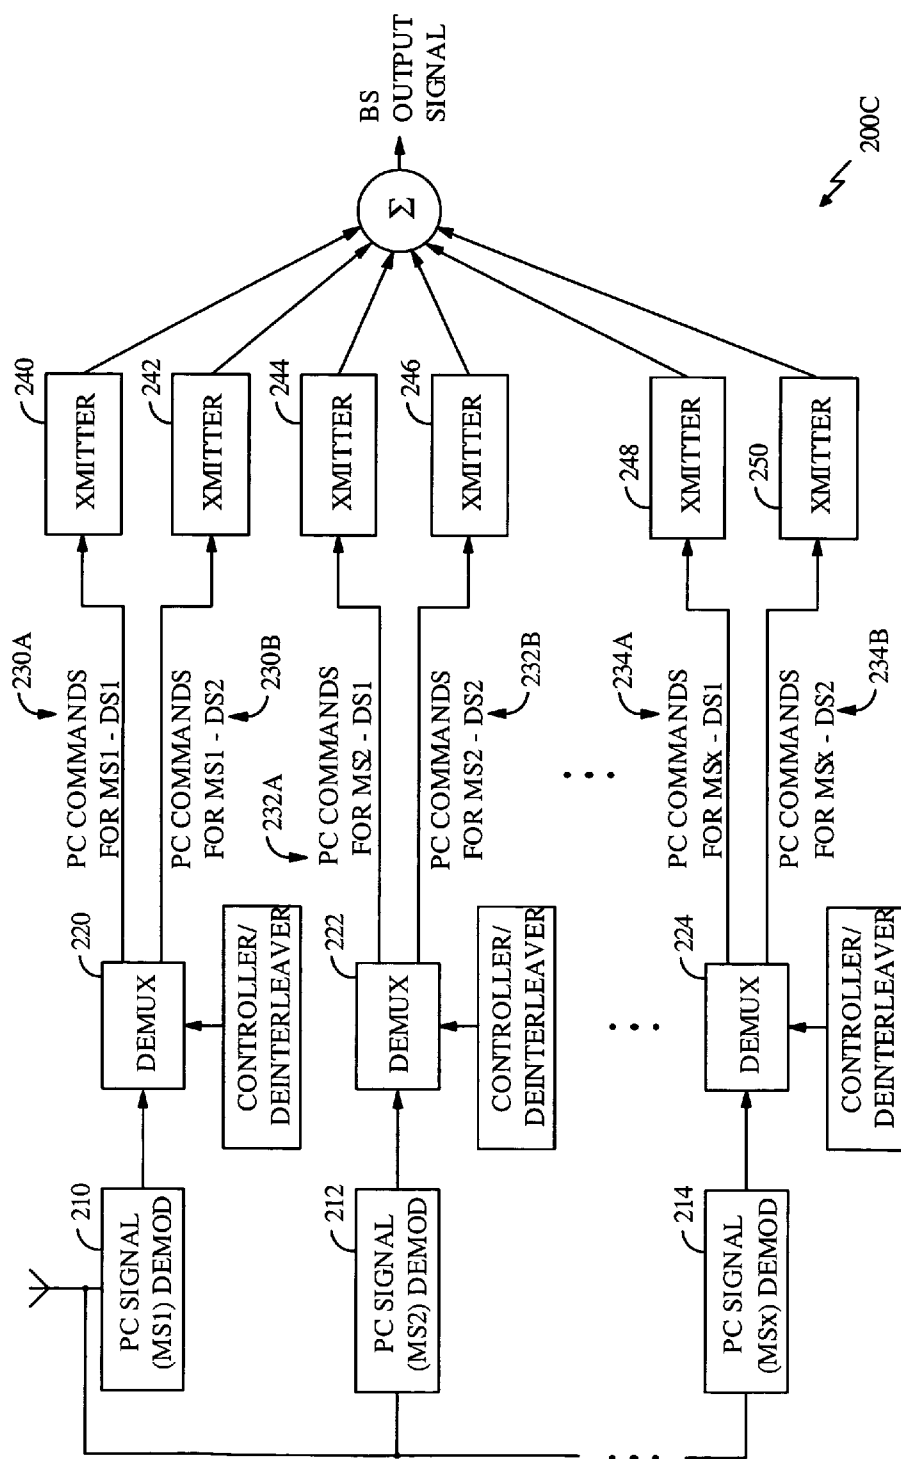 210
PC SIGNAL
(MS1) DEMOD
220
DEMUX
CONTROLLER/
DEINTERLEAVER
230A
PC COMMANDS
FOR MS1 - DS1
PC COMMANDS
FOR MS1 - DS2
230B
240
XMITTER
242
XMITTER
212
PC SIGNAL
(MS2) DEMOD
222
DEMUX
CONTROLLER/
DEINTERLEAVER
232A
PC COMMANDS
FOR MS2 - DS1
PC COMMANDS
FOR MS2 - DS2
232B
244
XMITTER
246
XMITTER
Σ
BS
OUTPUT
SIGNAL
214
PC SIGNAL
(MSx) DEMOD
224
DEMUX
CONTROLLER/
DEINTERLEAVER
234A
PC COMMANDS
FOR MSx - DS1
PC COMMANDS
FOR MSx - DS2
234B
248
XMITTER
250
XMITTER
200C